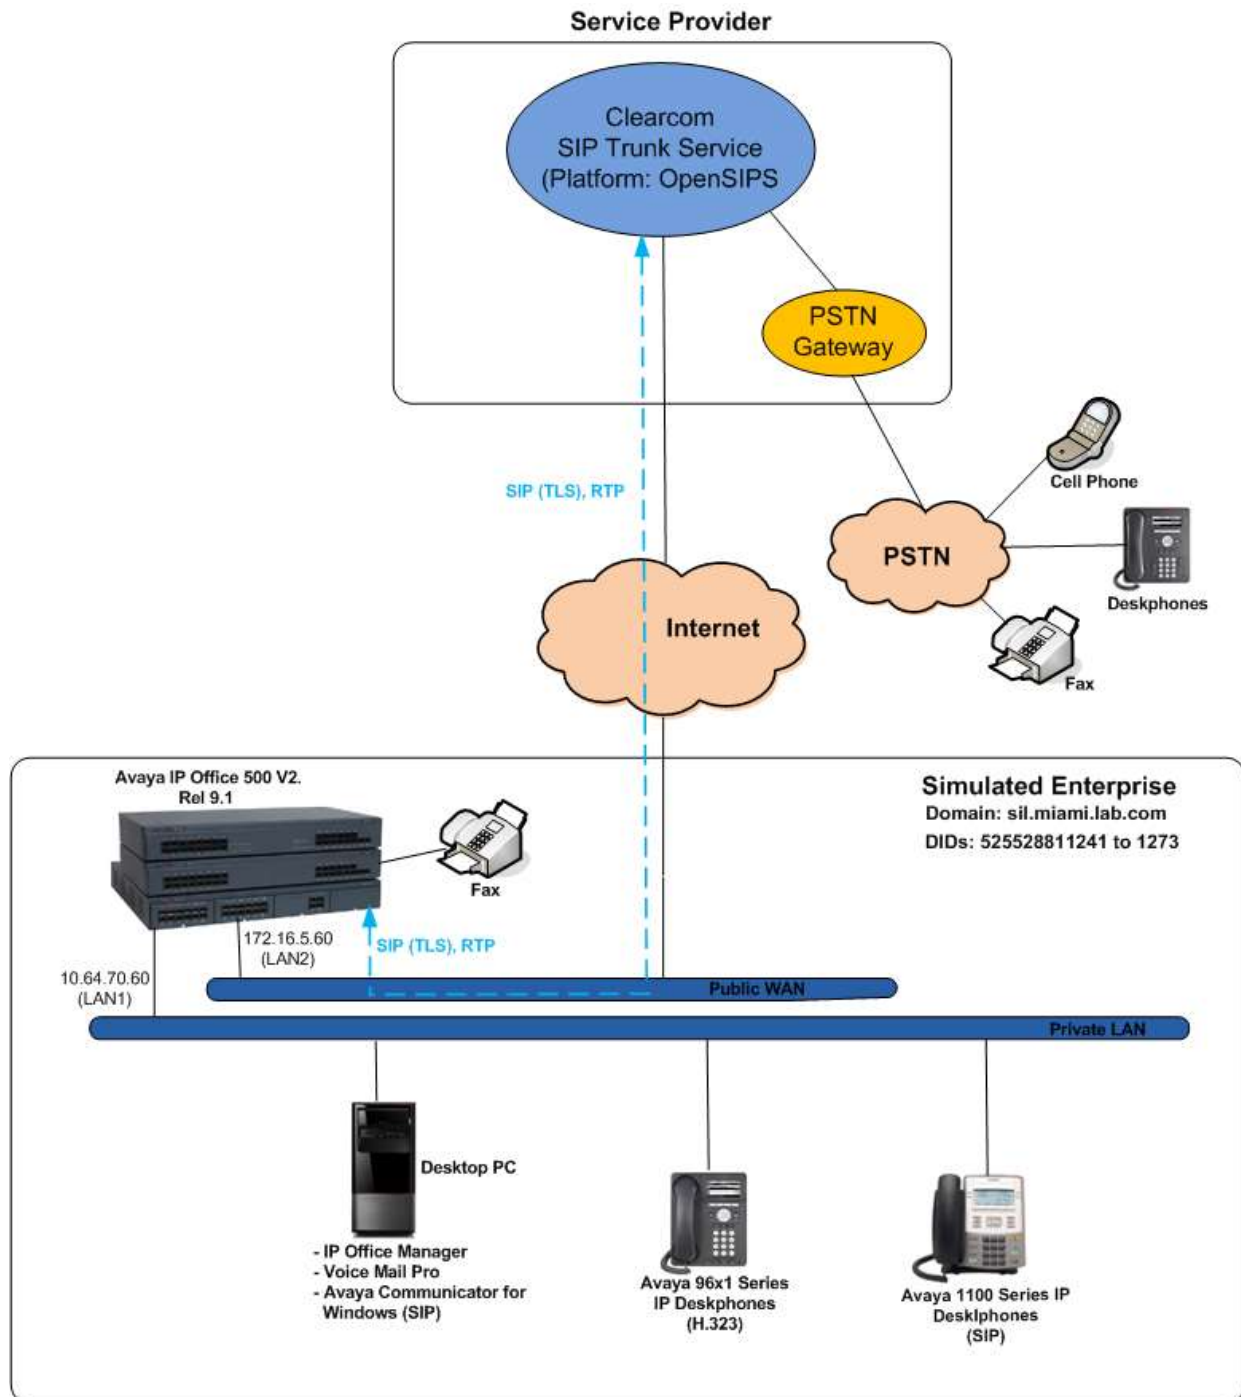 Service Provider
Clearcom
SIP Trunk Service
(Platform: OpenSIPS
PSTN
Gateway
SIP (TLS), RTP
Cell Phone
PSTN
Deskphones
Fax
Internet
Avaya IP Office 500 V2.
Rel 9.1
Fax
Simulated Enterprise
Domain: sil.miami.lab.com
DIDs: 525528811241 to 1273
172.16.5.60
(LAN2)
SIP (TLS), RTP
10.64.70.60
(LAN1)
Public WAN
Private LAN
Desktop PC
- IP Office Manager
- Voice Mail Pro
- Avaya Communicator for
Windows (SIP)
Avaya 96x1 Series
IP Deskphones
(H.323)
Avaya 1100 Series IP
Desklphones
(SIP)